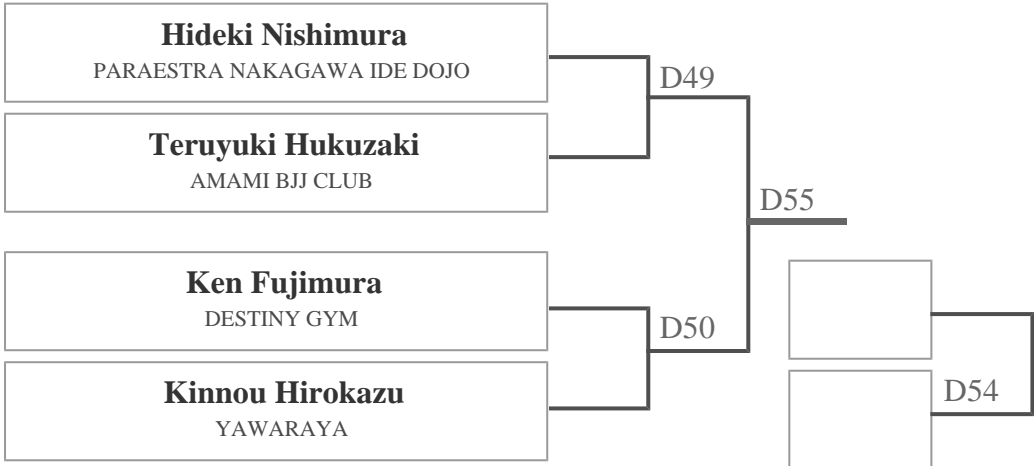 Hideki Nishimura
PARAESTRA NAKAGAWA IDE DOJO
D49
Teruyuki Hukuzaki
AMAMI BJJ CLUB
D55
Ken Fujimura
DESTINY GYM
D50
Kinnou Hirokazu
YAWARAYA
D54